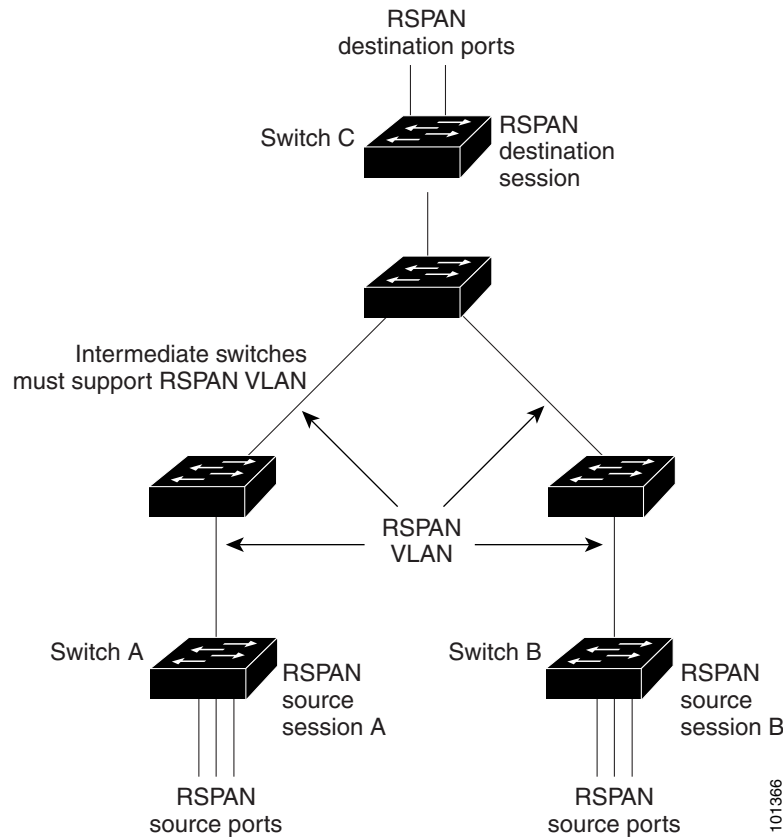 RSPAN
destination ports
Switch C
RSPAN
destination
session
Intermediate switches
must support RSPAN VLAN
RSPAN
VLAN
Switch A
RSPAN
source
session A
Switch B
RSPAN
source
session B
RSPAN
source ports
RSPAN
source ports
101366